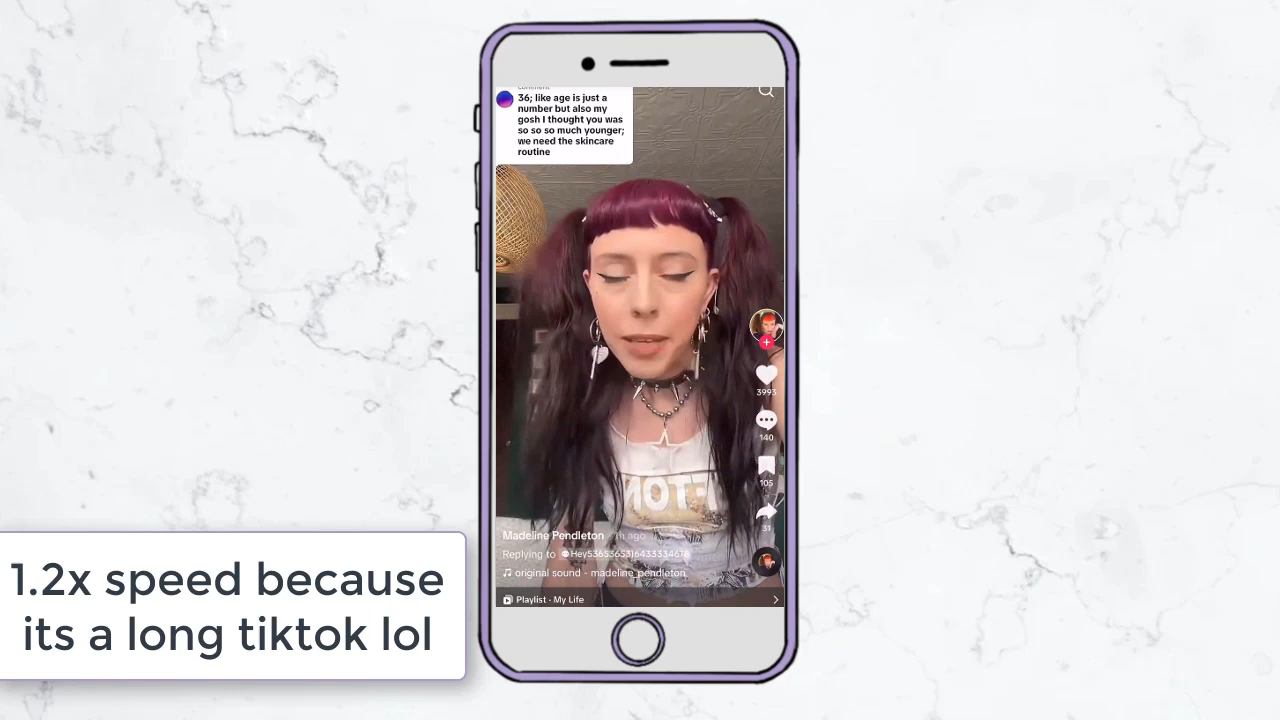 36; like age is just a
number but also my
gosh I thought you was
so so so much younger;
we need the skincare
routine
3993
140
105
31
Madeline Pendleton
h ago
Replying to
original sound - madeline_pendleton
Playlist · My Life
1.2x speed because
its a long tiktok lol